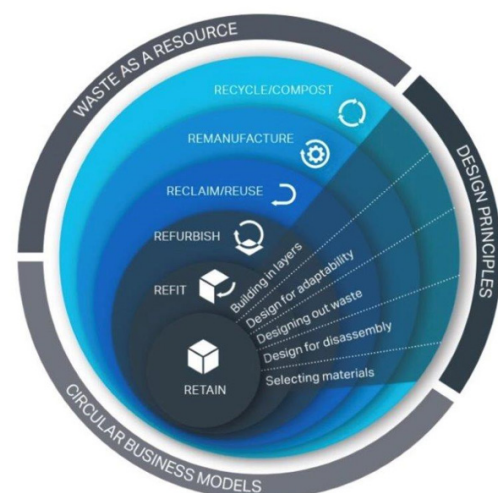 WASTE AS A RESOURCE
DESIGN PRINCIPLES
CIRCULAR BUSINESS MODELS
RECYCLE/COMPOST
REMANUFACTURE
RECLAIM/REUSE
REFURBISH
REFIT
RETAIN
Building in layers
Design for adaptability
Designing out waste
Design for disassembly
Selecting materials